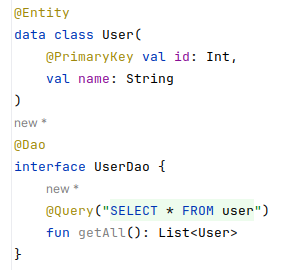 @Entity
data class User(
    @PrimaryKey val id: Int,
    val name: String
)
new *
@Dao
interface UserDao {
    new *
    @Query("SELECT * FROM user")
    fun getAll(): List<User>
}